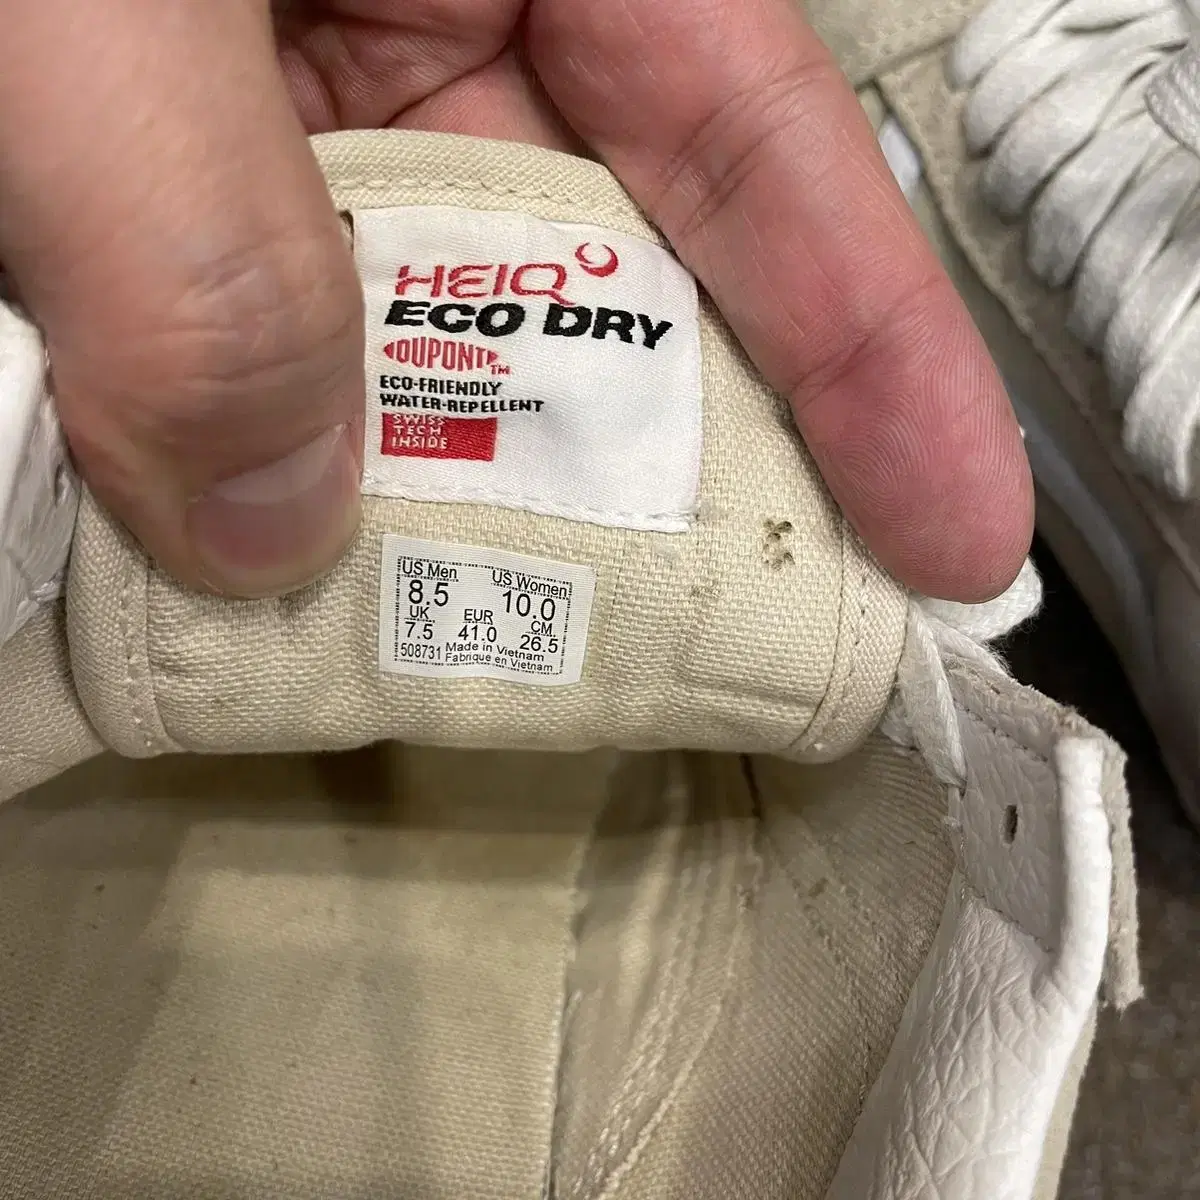 HEIQ
ECO DRY
DUPONT™
ECO-FRIENDLY
WATER-REPELLENT
SWISS
TECH
INSIDE
US Men US Women
8.5 10.0
UK EUR CM
7.5 41.0 26.5
508731 Made in Vietnam
Fabriqué en Vietnam